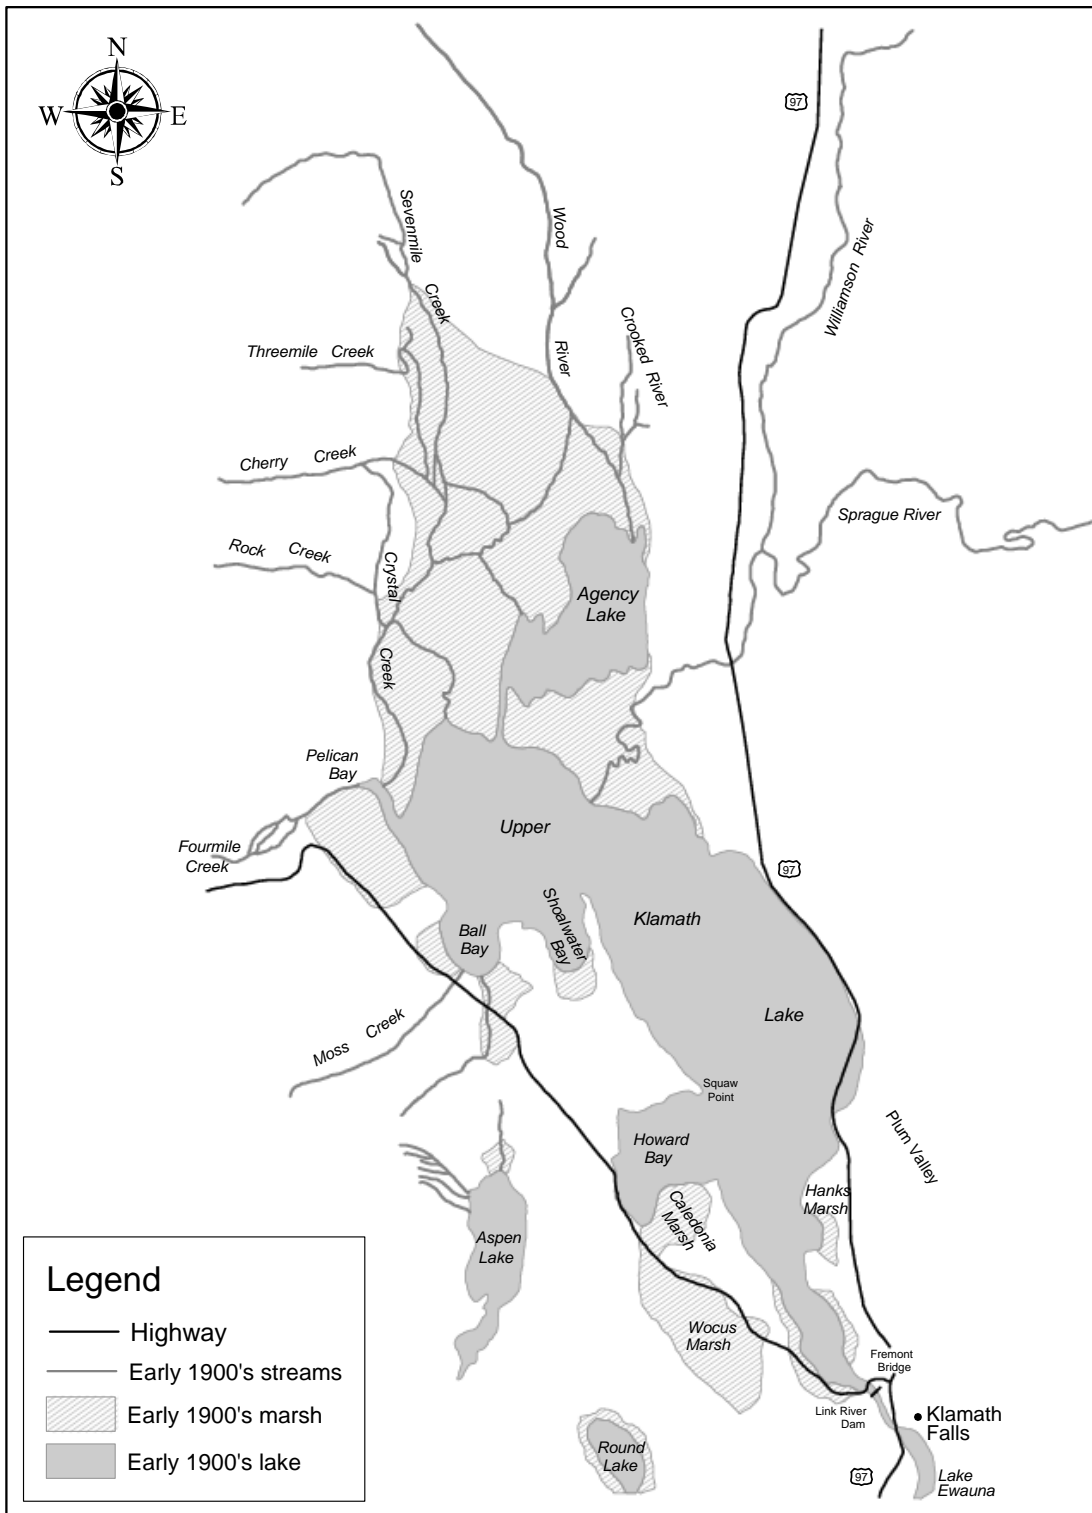 N
W
E
S
97
Sevenmile
Creek
Wood
River
Williamson River
Crooked River
Threemile Creek
Cherry Creek
Sprague River
Rock Creek
Crystal
Creek
Agency
Lake
Pelican
Bay
Upper
Klamath
Lake
Fourmile
Creek
97
Shoalwater
Bay
Ball
Bay
Moss Creek
Squaw
Point
Plum Valley
Howard
Bay
Hanks
Marsh
Caledonia
Marsh
Aspen
Lake
Wocus
Marsh
Fremont
Bridge
Link River
Dam
Klamath
Falls
Round
Lake
97
Lake
Ewauna
Legend
Highway
Early 1900's streams
Early 1900's marsh
Early 1900's lake